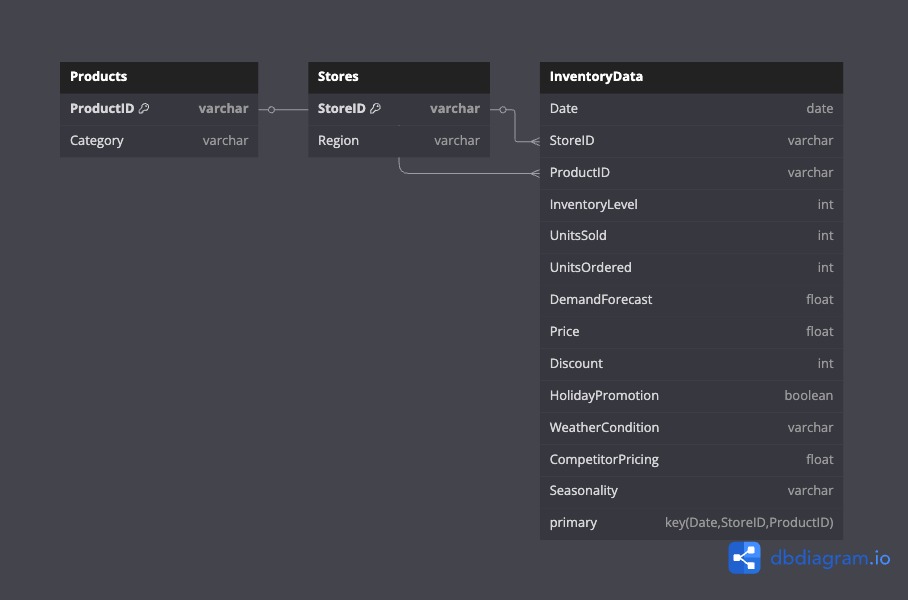 Products
ProductID varchar
Category varchar
Stores
StoreID varchar
Region varchar
InventoryData
Date date
StoreID varchar
ProductID varchar
InventoryLevel int
UnitsSold int
UnitsOrdered int
DemandForecast float
Price float
Discount int
HolidayPromotion boolean
WeatherCondition varchar
CompetitorPricing float
Seasonality varchar
primary key(Date,StoreID,ProductID)
dbdiagram.io